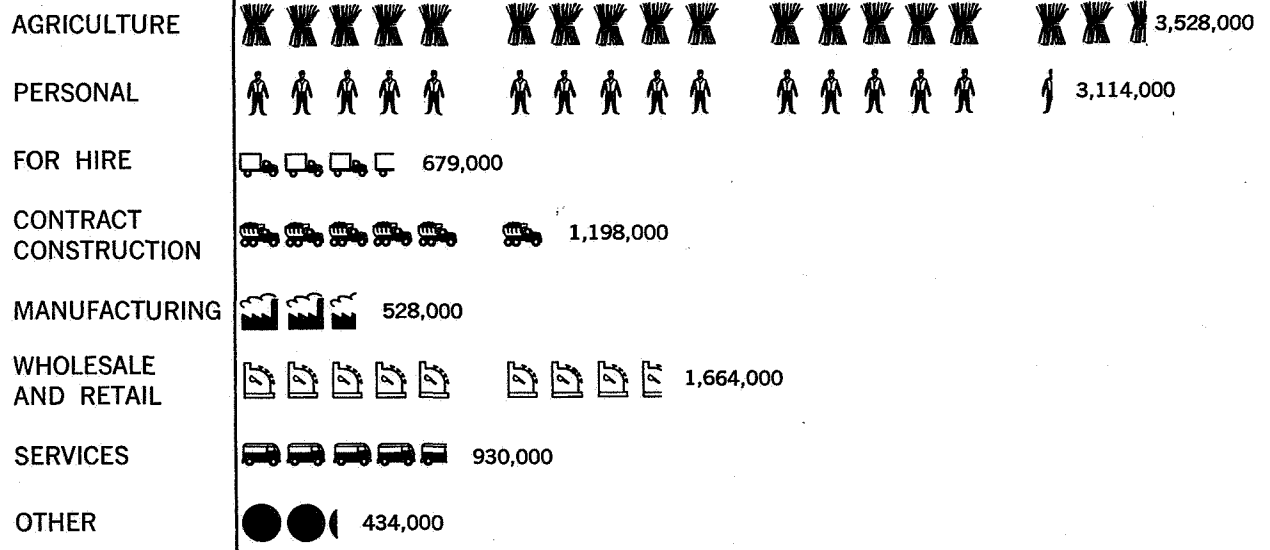 AGRICULTURE 3,528,000
PERSONAL 3,114,000
FOR HIRE 679,000
CONTRACT
CONSTRUCTION 1,198,000
MANUFACTURING 528,000
WHOLESALE
AND RETAIL 1,664,000
SERVICES 930,000
OTHER 434,000